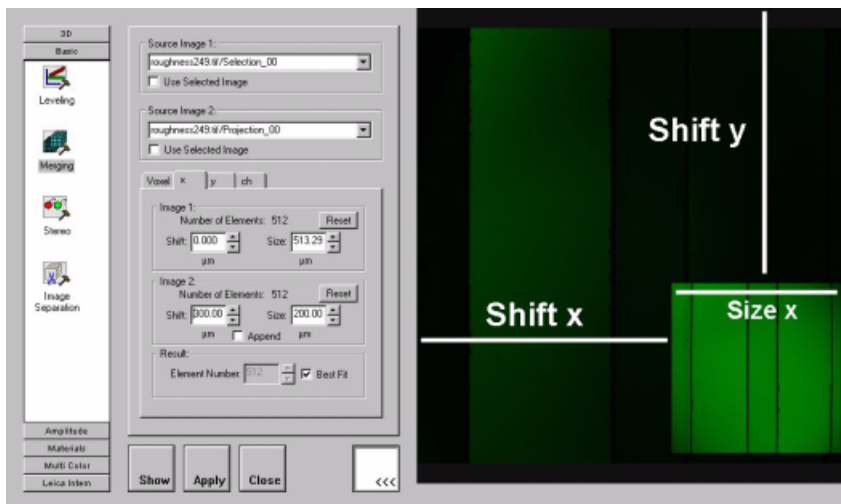 3D
Basic
Leveling
Merging
Stereo
Image
Separation
Amplitude
Materials
Multi Color
Leica Intern
Source Image 1:
roughness249.tif/Selection_00
Use Selected Image
Source Image 2:
roughness249.tif/Projection_00
Use Selected Image
Voxel x y ch
Image 1:
Number of Elements: 512 Reset
Shift: 0.000 Size: 513.29
µm µm
Image 2:
Number of Elements: 512 Reset
Shift: 300.00 Size: 200.00
µm Append µm
Result:
Element Number: 512 Best Fit
Show Apply Close <<<
Shift y
Shift x
Size x